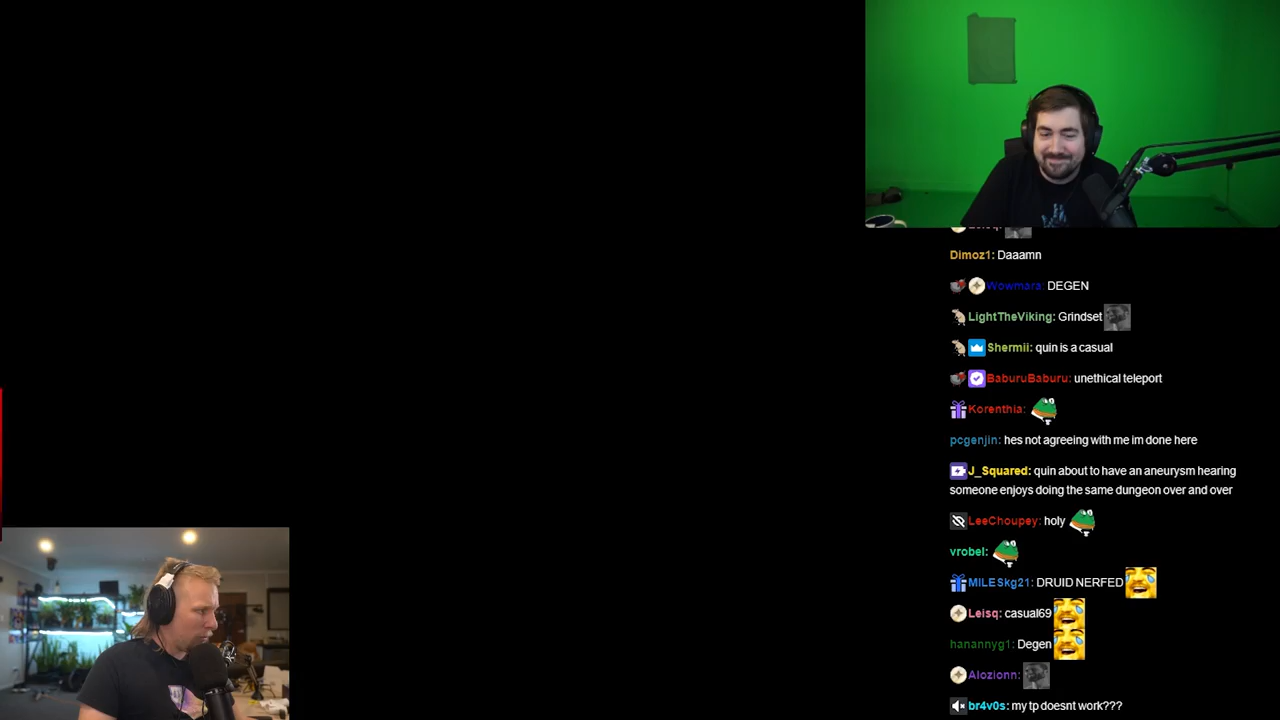 Dimoz1: Daaamn
Wowmara: DEGEN
LightTheViking: Grindset
Shermii: quin is a casual
BaburuBaburu: unethical teleport
Korenthia:
pcgenjin: hes not agreeing with me im done here
J_Squared: quin about to have an aneurysm hearing
someone enjoys doing the same dungeon over and over
LeeChoupey: holy
vrobel:
MILESkg21: DRUID NERFED
Leisq: casual69
hanannyg1: Degen
Alozionn:
br4v0s: my tp doesnt work???